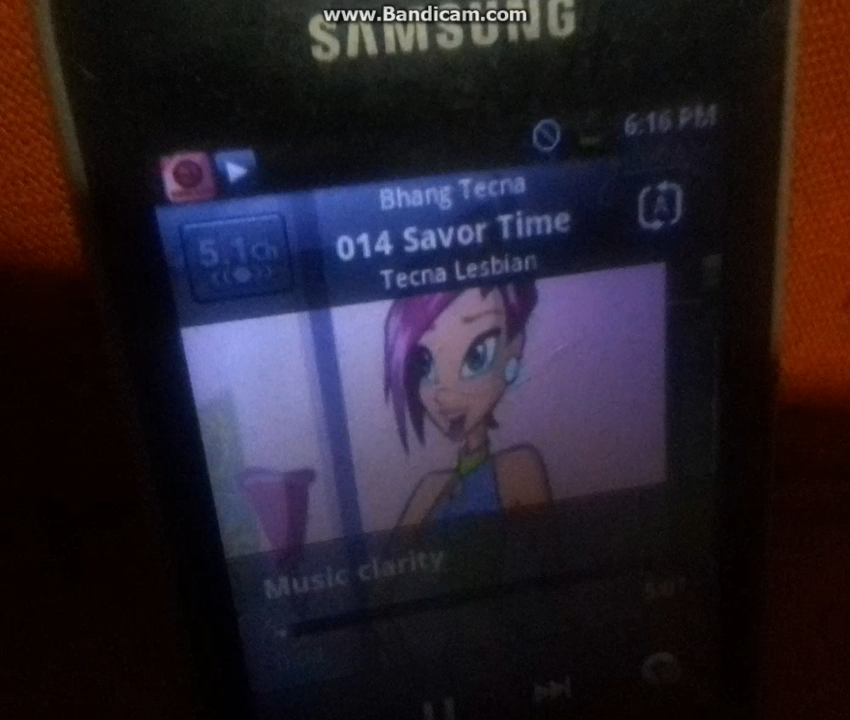 www.Bandicam.com
SAMSUNG
6:16 PM
Bhang Tecna
5.1Ch
014 Savor Time
Tecna Lesbian
A
Music clarity